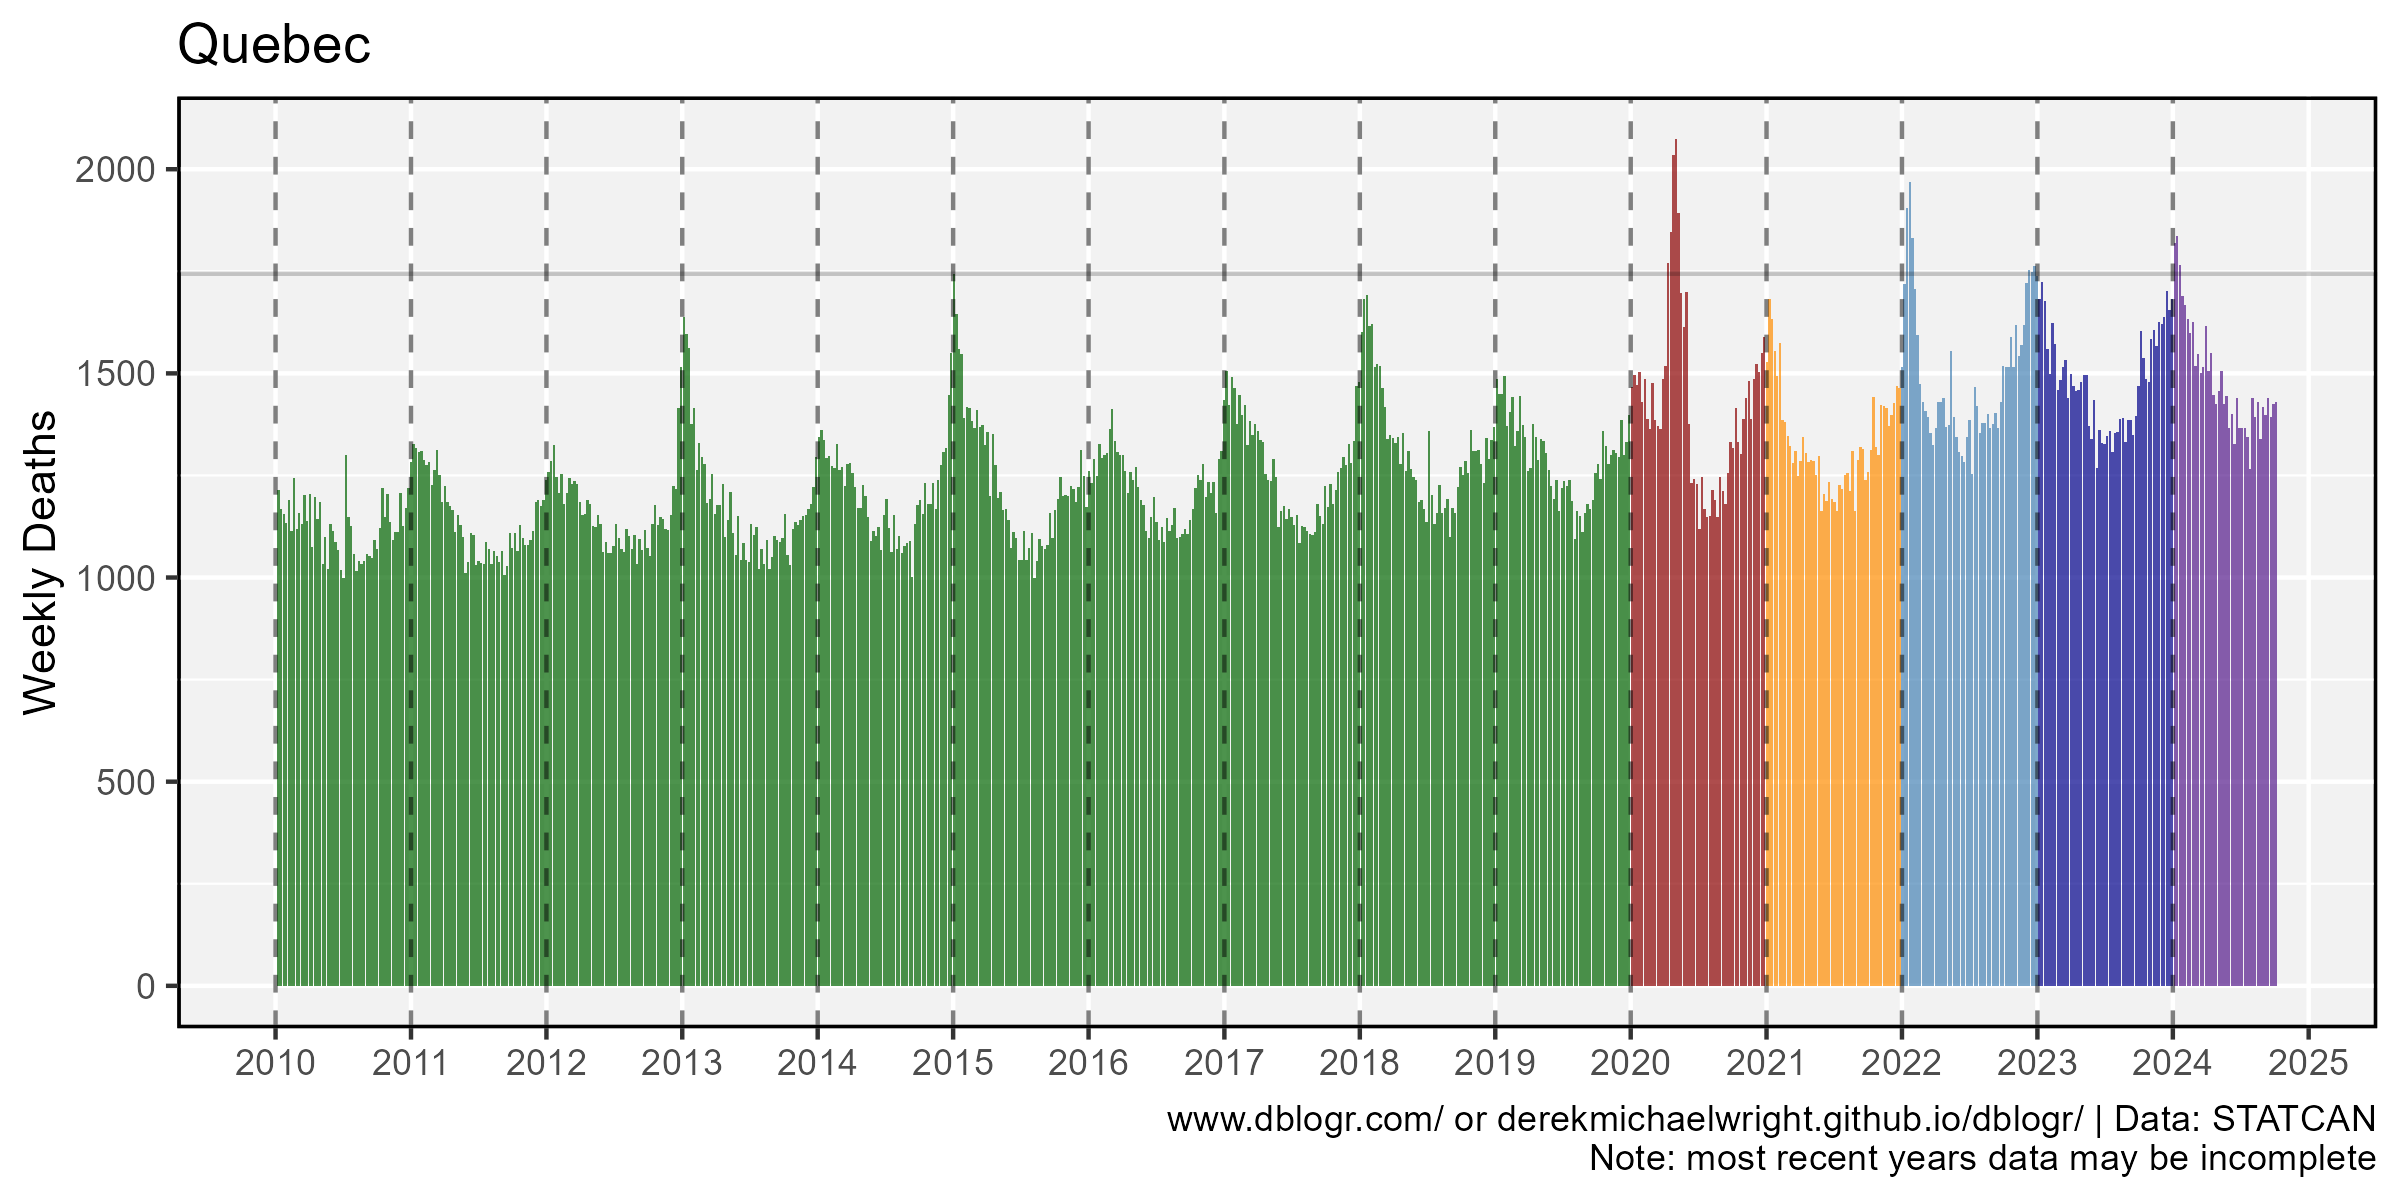 Quebec
2000
1500
1000
500
0
Weekly Deaths
2010 2011 2012 2013 2014 2015 2016 2017 2018 2019 2020 2021 2022 2023 2024 2025
www.dblogr.com/ or derekmichaelwright.github.io/dblogr/ | Data: STATCAN
Note: most recent years data may be incomplete